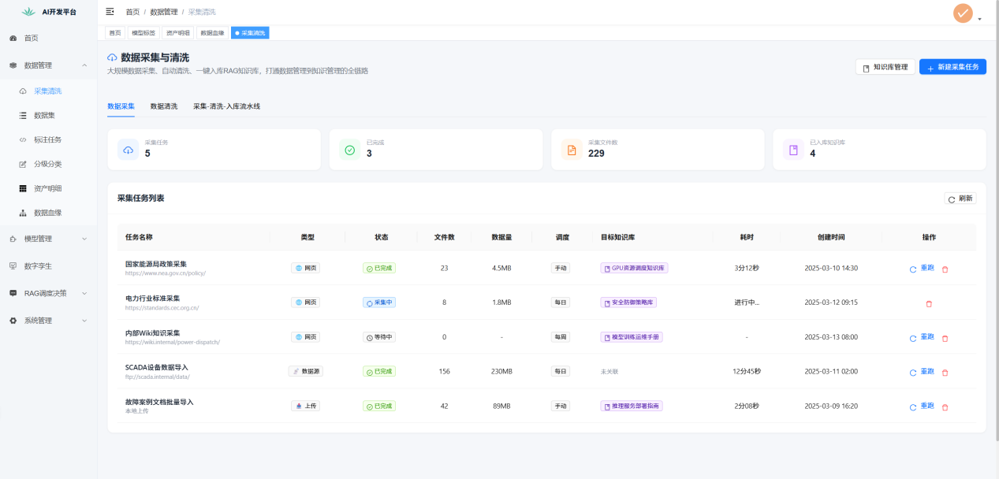 AI开发平台
首页 / 数据管理 / 采集清洗
首页 模型标签 资产明细 数据血缘 采集清洗
首页
数据管理
采集清洗
数据集
标注任务
分级分类
资产明细
数据血缘
模型管理
数字孪生
RAG调度决策
系统管理
数据采集与清洗
大规模数据采集、自动清洗、一键入库RAG知识库，打通数据管理到知识管理的全链路
知识库管理 + 新建采集任务
数据采集 数据清洗 采集-清洗-入库流水线
采集任务
5
已完成
3
采集文件数
229
已入库知识库
4
采集任务列表
刷新
任务名称 类型 状态 文件数 数据量 调度 目标知识库 耗时 创建时间 操作
国家能源局政策采集
https://www.nea.gov.cn/policy/
网页 已完成 23 4.5MB 手动 GPU资源调度知识库 3分12秒 2025-03-10 14:30 重跑
电力行业标准采集
https://standards.cec.org.cn/
网页 采集中 8 1.8MB 每日 安全防御策略库 进行中... 2025-03-12 09:15
内部Wiki知识采集
https://wiki.internal/power-dispatch/
网页 等待中 0 - 每周 模型训练运维手册 - 2025-03-13 08:00 重跑
SCADA设备数据导入
ftp://scada.internal/data/
数据源 已完成 156 230MB 每日 未关联 12分45秒 2025-03-11 02:00 重跑
故障案例文档批量导入
本地上传
上传 已完成 42 89MB 手动 推理服务部署指南 2分08秒 2025-03-09 16:20 重跑